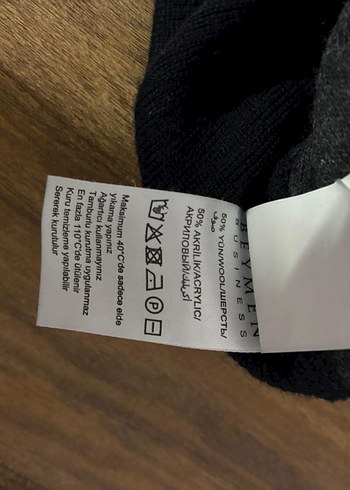 BEYMEN
BUSINESS
50% YÜN/WOOL/ШЕРСТЬ/
صوف
50% AKRİLİK/ACRYLIC/
АКРИЛОВЫЙ/أكريليك
Maksimum 40°C'de sadece elde
yıkama yapınız
Ağartıcı kullanmayınız
Tamburlu kurutma uygulanmaz
En fazla 110°C'de ütülenir
Kuru temizleme yapılabilir
Sererek kurutulur